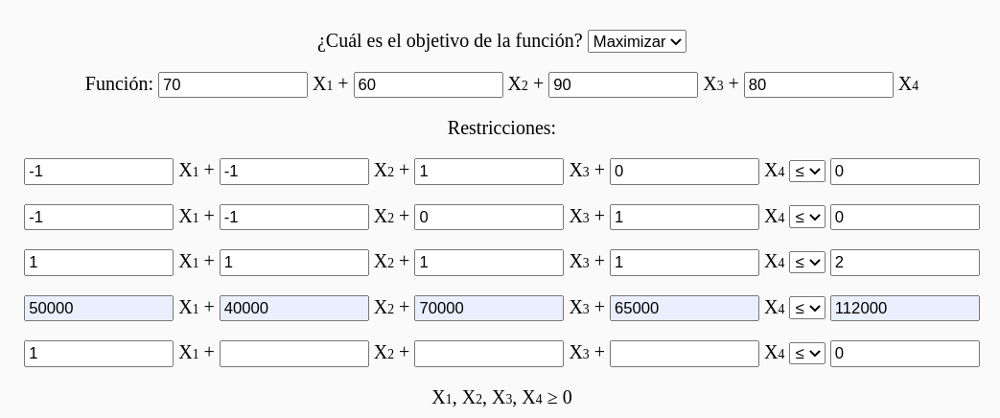 ¿Cuál es el objetivo de la función? Maximizar
Función: 70 X1 + 60 X2 + 90 X3 + 80 X4
Restricciones:
-1 X1 + -1 X2 + 1 X3 + 0 X4 ≤ 0
-1 X1 + -1 X2 + 0 X3 + 1 X4 ≤ 0
1 X1 + 1 X2 + 1 X3 + 1 X4 ≤ 2
50000 X1 + 40000 X2 + 70000 X3 + 65000 X4 ≤ 112000
1 X1 + X2 + X3 + X4 ≤ 0
X1, X2, X3, X4 ≥ 0